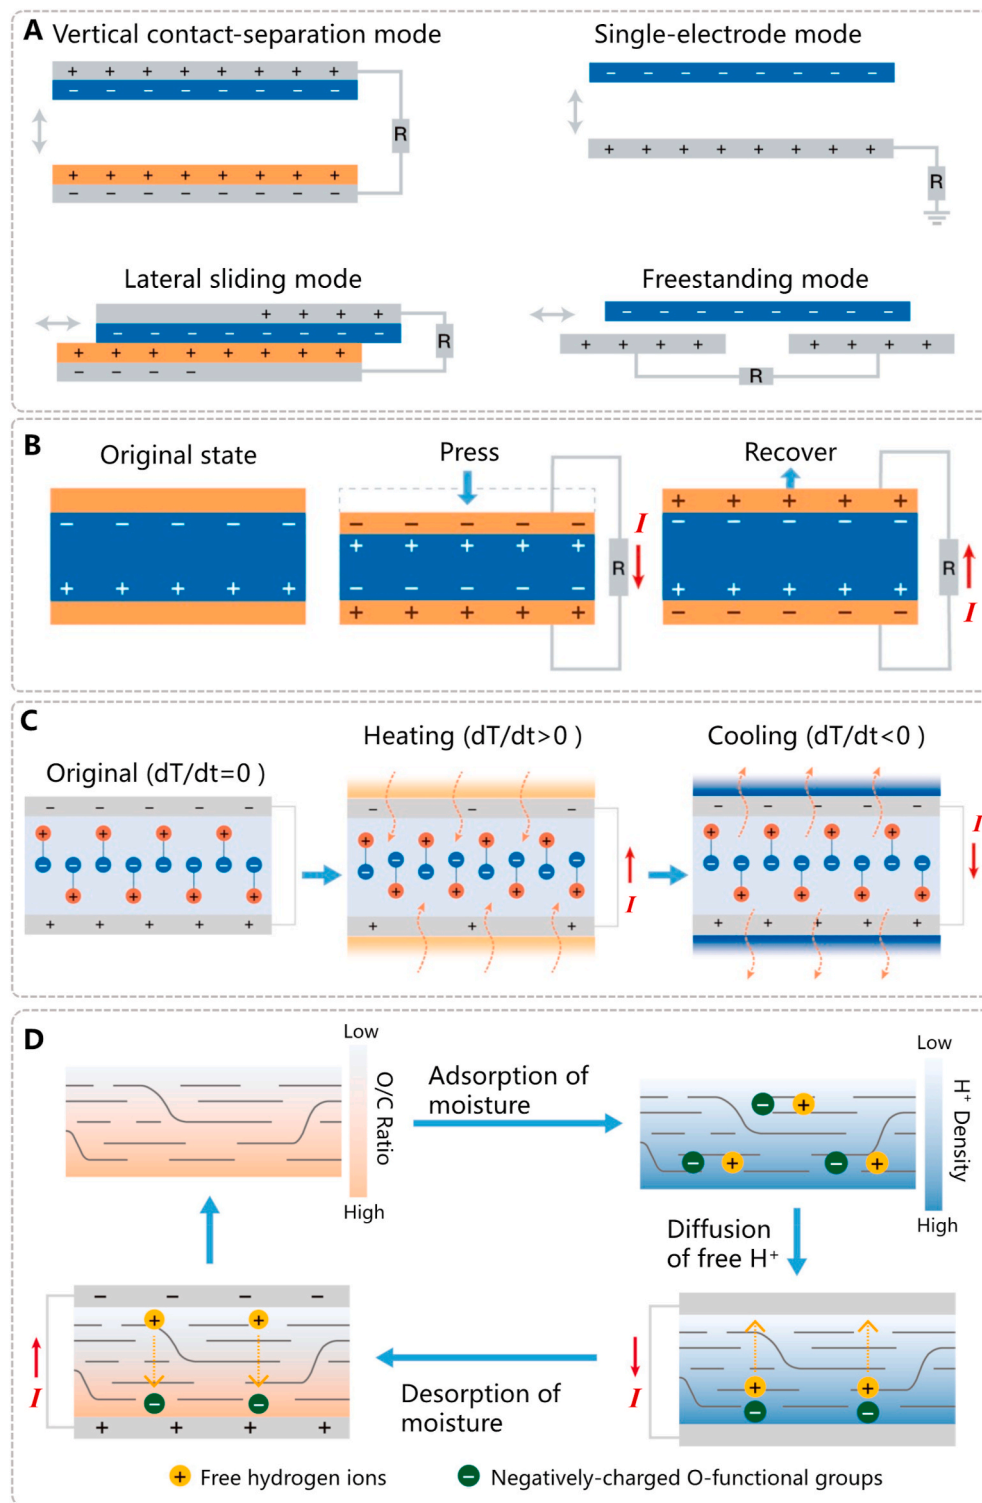 A
Vertical contact-separation mode
Single-electrode mode
+ + + + + + + +
– – – – – – – –
– – – – – – – –
R
+ + + + + + + +
– – – – – – – –
+ + + + + + + +
R
Lateral sliding mode
Freestanding mode
+ + + +
– – – – – – – –
+ + + + + + + +
– – – –
R
– – – – – – – –
+ + + +
+ + + +
R
B
Original state
Press
Recover
– – – – –
+ + + + +
– – – – –
+ + + + +
– – – – –
+ + + + +
I
R
+ + + + +
– – – – –
+ + + + +
– – – – –
R
I
C
Original (dT/dt=0 )
Heating (dT/dt>0 )
Cooling (dT/dt<0 )
– – – – –
+ + + +
– – – – – – – –
+ + + +
+ + + + +
– – –
+ + + +
– – – – – – – –
+ + + +
+ + +
I
– – – – –
+ + + +
– – – – – – – –
+ + + +
+ + + + +
I
D
Low
O/C Ratio
High
Adsorption of
moisture
– +
– + – +
Low
H⁺ Density
High
Diffusion
of free H⁺
– – – –
+ +
– –
+ + + +
I
Desorption of
moisture
I
+ +
– –
+ Free hydrogen ions
– Negatively-charged O-functional groups